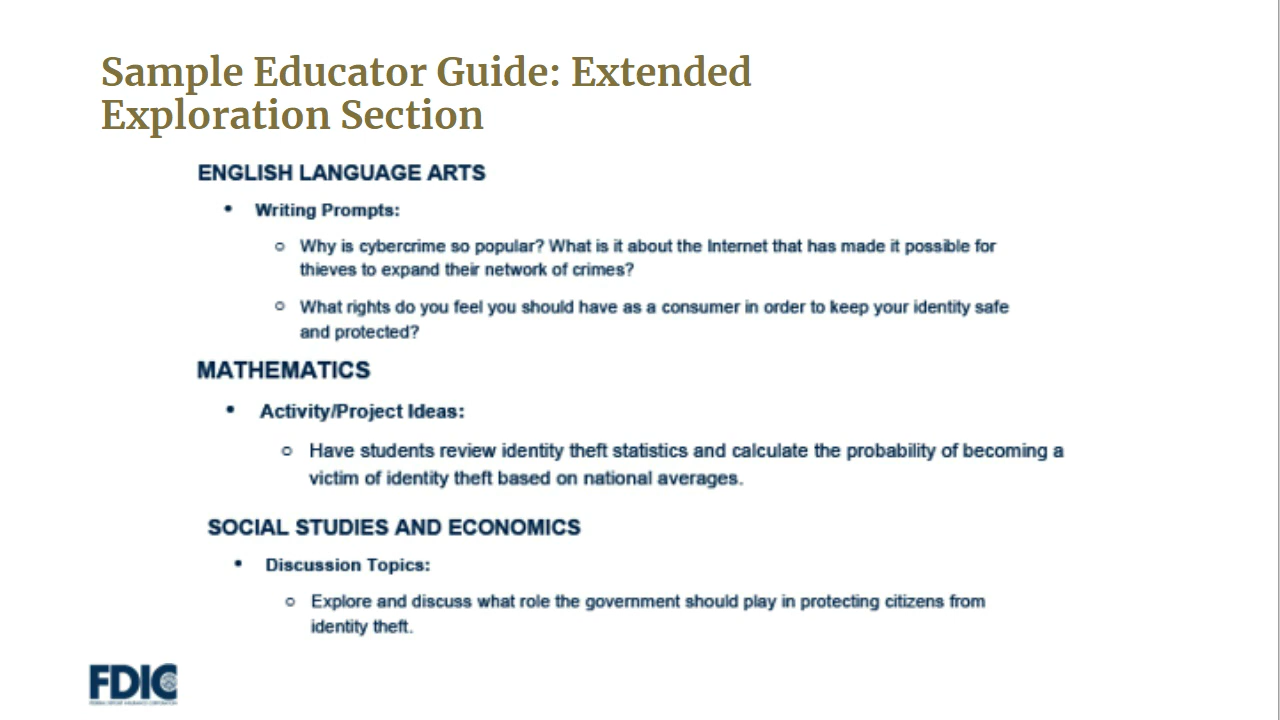 Sample Educator Guide: Extended
Exploration Section
ENGLISH LANGUAGE ARTS
• Writing Prompts:
○ Why is cybercrime so popular? What is it about the Internet that has made it possible for
thieves to expand their network of crimes?
○ What rights do you feel you should have as a consumer in order to keep your identity safe
and protected?
MATHEMATICS
• Activity/Project Ideas:
○ Have students review identity theft statistics and calculate the probability of becoming a
victim of identity theft based on national averages.
SOCIAL STUDIES AND ECONOMICS
• Discussion Topics:
○ Explore and discuss what role the government should play in protecting citizens from
identity theft.
FDIC
FEDERAL DEPOSIT INSURANCE CORPORATION